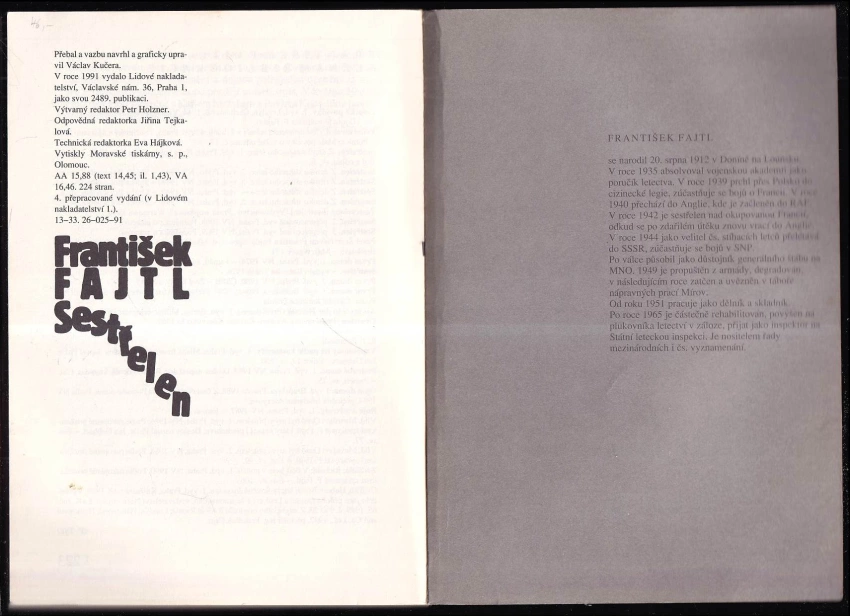 Přebal a vazbu navrhl a graficky upra-
vil Václav Kučera.
V roce 1991 vydalo Lidové naklada-
telství, Václavské nám. 36, Praha 1,
jako svou 2489. publikaci.
Výtvarný redaktor Petr Holzner.
Odpovědná redaktorka Jiřina Tejka-
lová.
Technická redaktorka Eva Hájková.
Vytiskly Moravské tiskárny, s. p.,
Olomouc.
AA 15,88 (text 14,45; il. 1,43), VA
16,46. 224 stran.
4. přepracované vydání (v Lidovém
nakladatelství 1.).
13–33. 26–025–91
František
FAJTL
Sestřelen
FRANTIŠEK FAJTL
se narodil 20. srpna 1912 v Doníně na Lounsku.
V roce 1935 absolvoval vojenskou akademii jako
poručík letectva. V roce 1939 prchl přes Polsko do
cizinecké legie, zúčastňuje se bojů o Francii. V roce
1940 přechází do Anglie, kde je začleněn do RAF.
V roce 1942 je sestřelen nad okupovanou Francií,
odkud se po zdařilém útěku znovu vrací do Anglie.
V roce 1944 jako velitel čs. stíhacích letců přelétává
do SSSR, zúčastňuje se bojů v SNP.
Po válce působil jako důstojník generálního štábu na
MNO. 1949 je propuštěn z armády, degradován,
v následujícím roce zatčen a uvězněn v táboře
nápravných prací Mírov.
Od roku 1951 pracuje jako dělník a skladník.
Po roce 1965 je částečně rehabilitován, povýšen na
plukovníka letectví v záloze, přijat jako inspektor na
Státní leteckou inspekci. Je nositelem řady
mezinárodních i čs. vyznamenání.